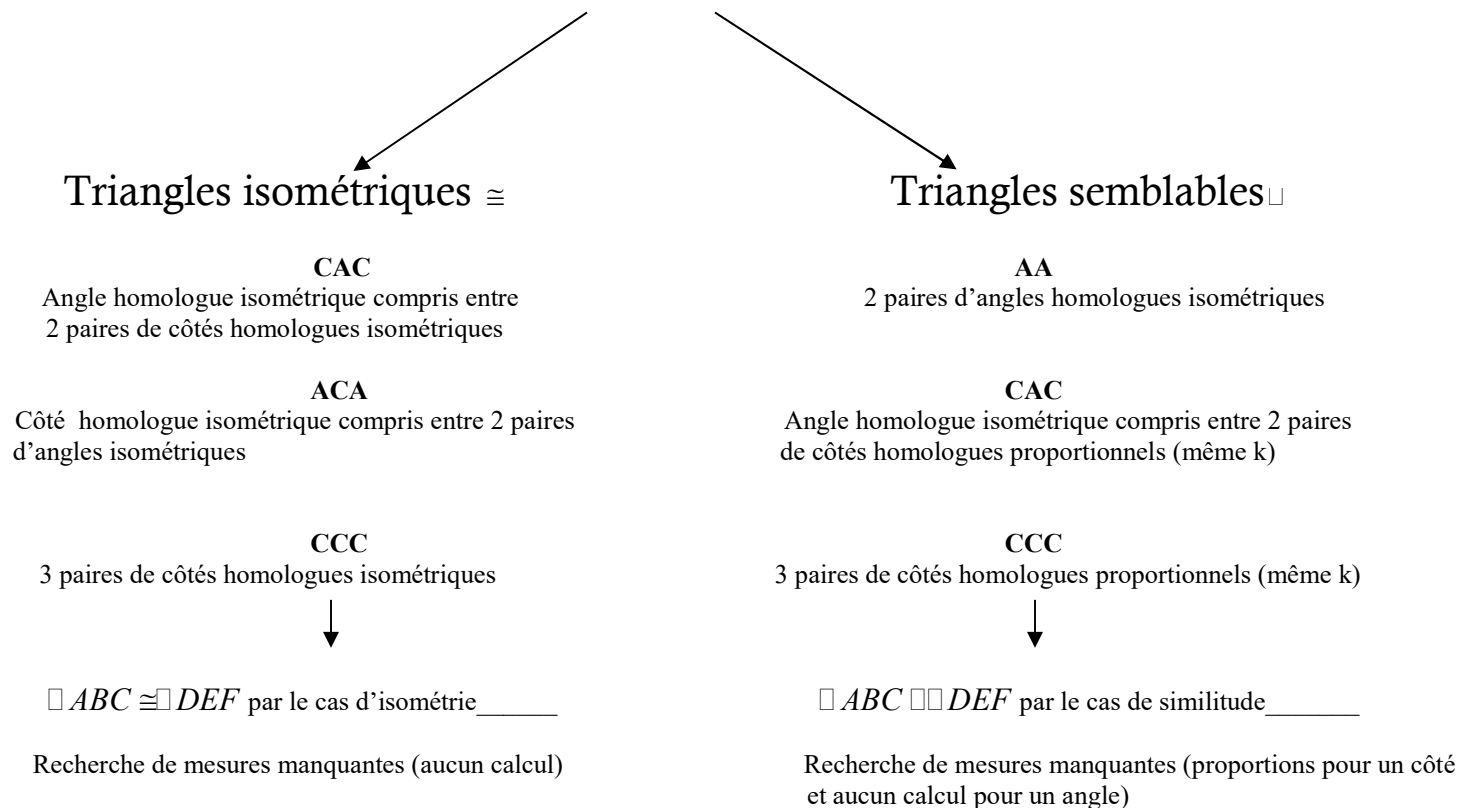 Triangles isométriques ≅
CAC
Angle homologue isométrique compris entre
2 paires de côtés homologues isométriques
ACA
Côté homologue isométrique compris entre 2 paires
d’angles isométriques
CCC
3 paires de côtés homologues isométriques
□ ABC ≅□ DEF par le cas d’isométrie______
Recherche de mesures manquantes (aucun calcul)
Triangles semblables□
AA
2 paires d’angles homologues isométriques
CAC
Angle homologue isométrique compris entre 2 paires
de côtés homologues proportionnels (même k)
CCC
3 paires de côtés homologues proportionnels (même k)
□ ABC □□ DEF par le cas de similitude_______
Recherche de mesures manquantes (proportions pour un côté
et aucun calcul pour un angle)